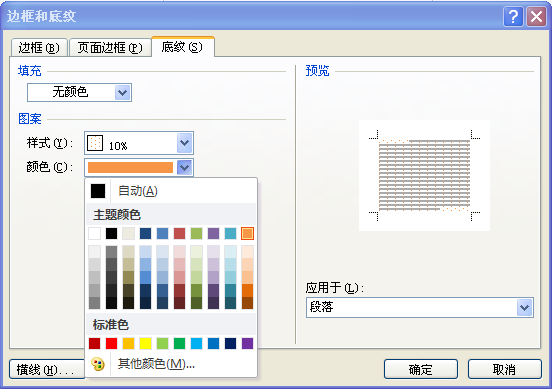 边框和底纹
边框(B) 页面边框(P) 底纹(S)
填充
无颜色
图案
样式(Y): 10%
颜色(C):
自动(A)
主题颜色
标准色
其他颜色(M)...
预览
应用于(L):
段落
横线(H)... 确定 取消